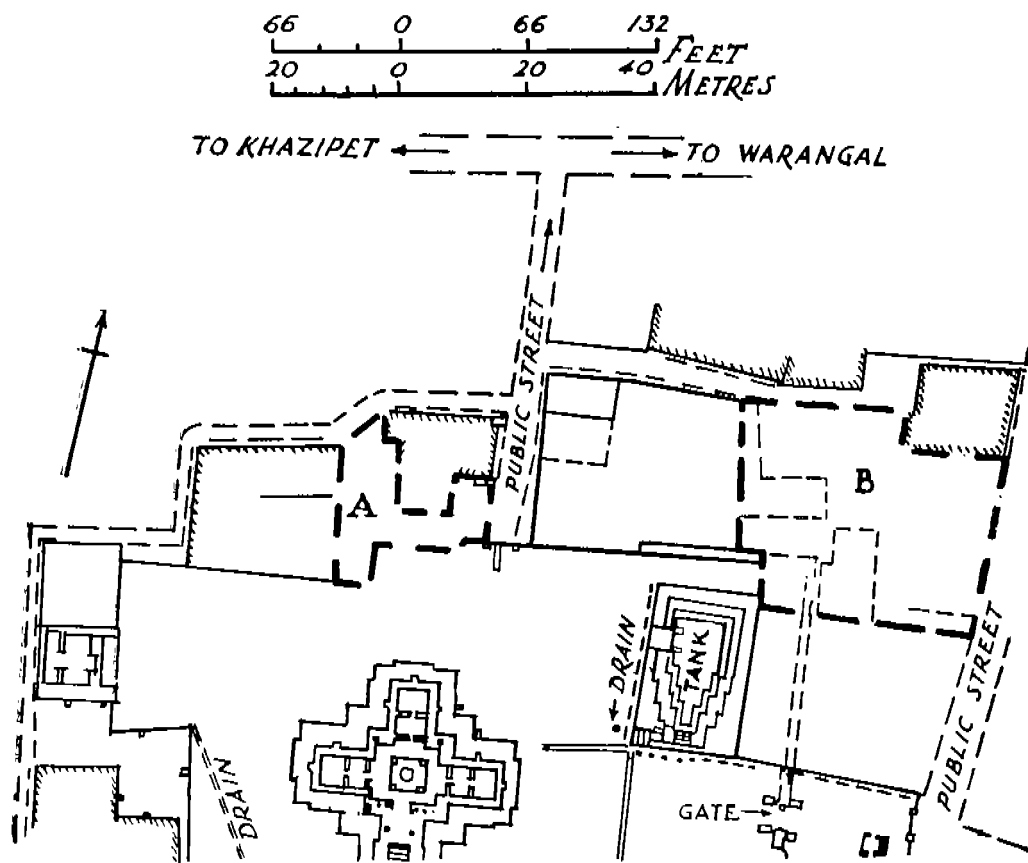 66 0 66 132
FEET
20 0 20 40
METRES
TO KHAZIPET
TO WARANGAL
PUBLIC STREET
A
B
DRAIN
TANK
PUBLIC STREET
DRAIN
GATE